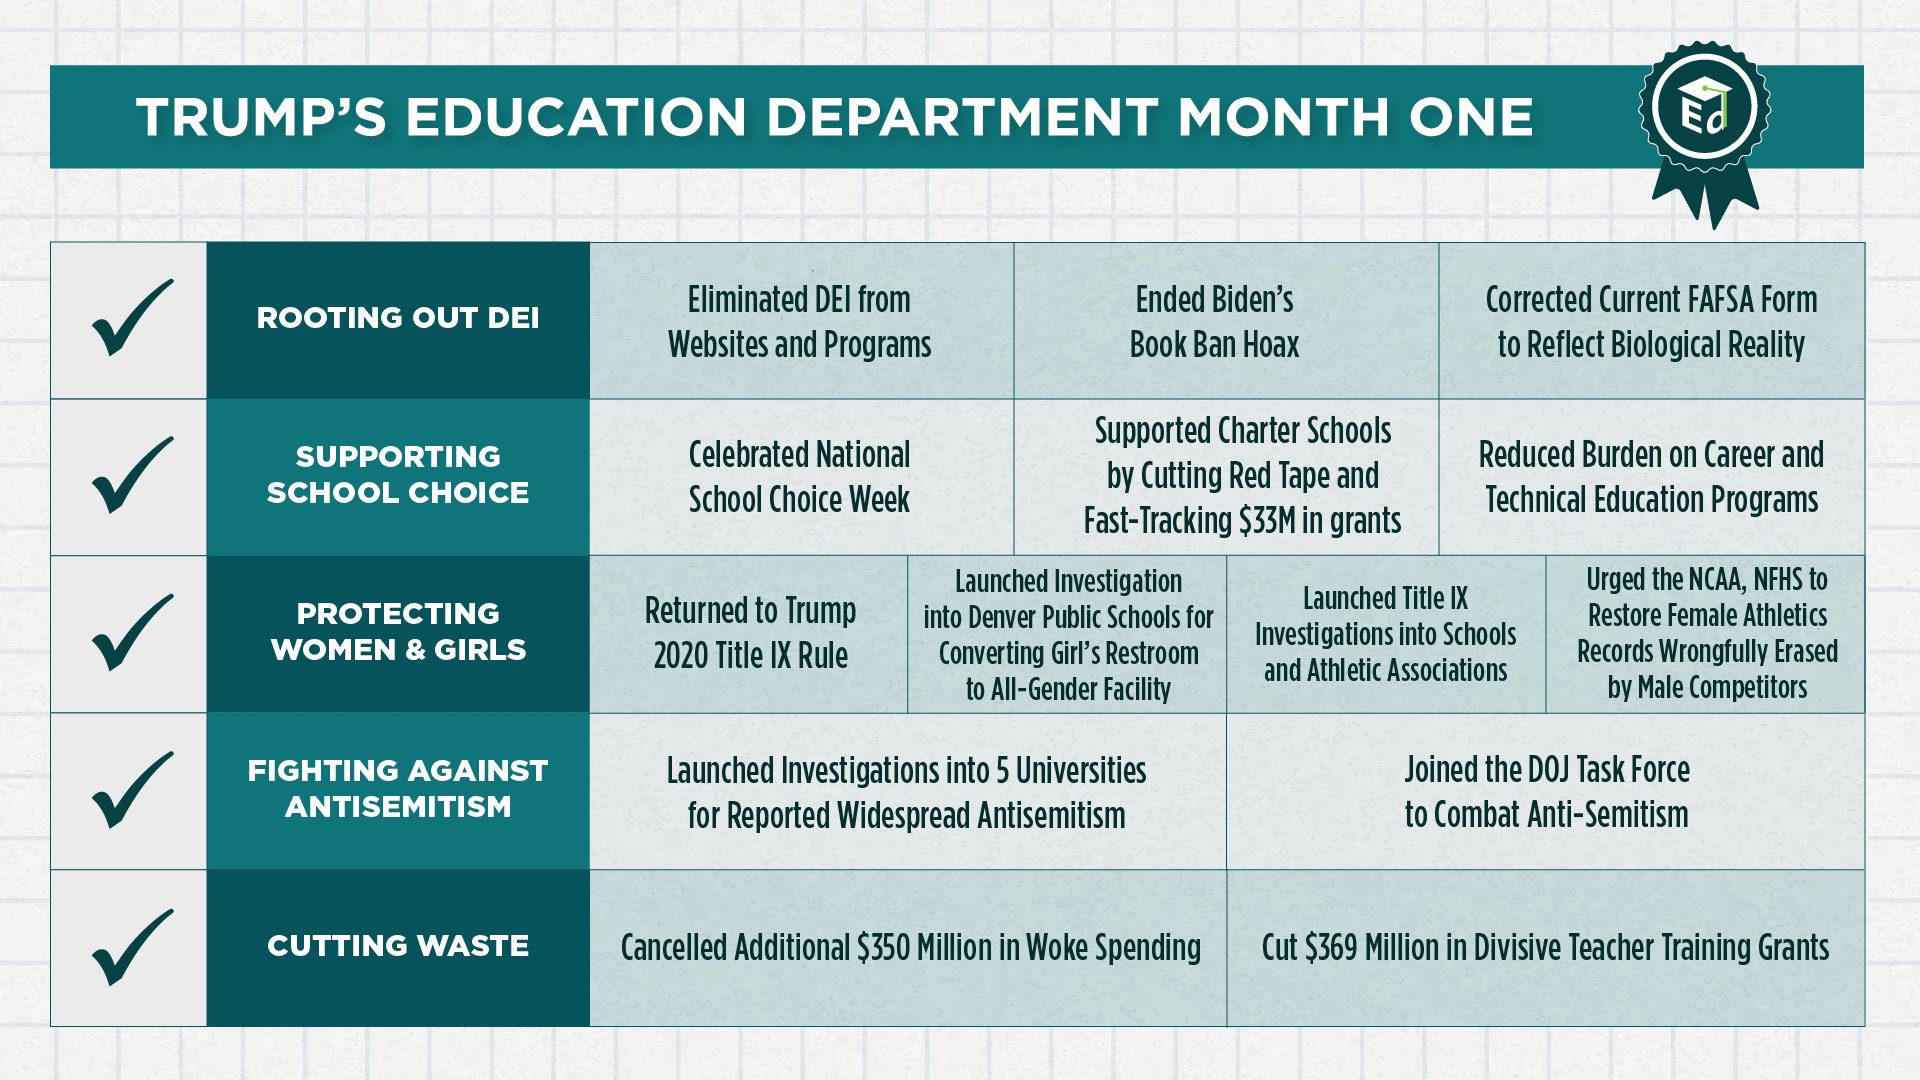 TRUMP'S EDUCATION DEPARTMENT MONTH ONE
Ed
ROOTING OUT DEI
Eliminated DEI from
Websites and Programs
Ended Biden's
Book Ban Hoax
Corrected Current FAFSA Form
to Reflect Biological Reality
SUPPORTING
SCHOOL CHOICE
Celebrated National
School Choice Week
Supported Charter Schools
by Cutting Red Tape and
Fast-Tracking $33M in grants
Reduced Burden on Career and
Technical Education Programs
PROTECTING
WOMEN & GIRLS
Returned to Trump
2020 Title IX Rule
Launched Investigation
into Denver Public Schools for
Converting Girl's Restroom
to All-Gender Facility
Launched Title IX
Investigations into Schools
and Athletic Associations
Urged the NCAA, NFHS to
Restore Female Athletics
Records Wrongfully Erased
by Male Competitors
FIGHTING AGAINST
ANTISEMITISM
Launched Investigations into 5 Universities
for Reported Widespread Antisemitism
Joined the DOJ Task Force
to Combat Anti-Semitism
CUTTING WASTE
Cancelled Additional $350 Million in Woke Spending
Cut $369 Million in Divisive Teacher Training Grants